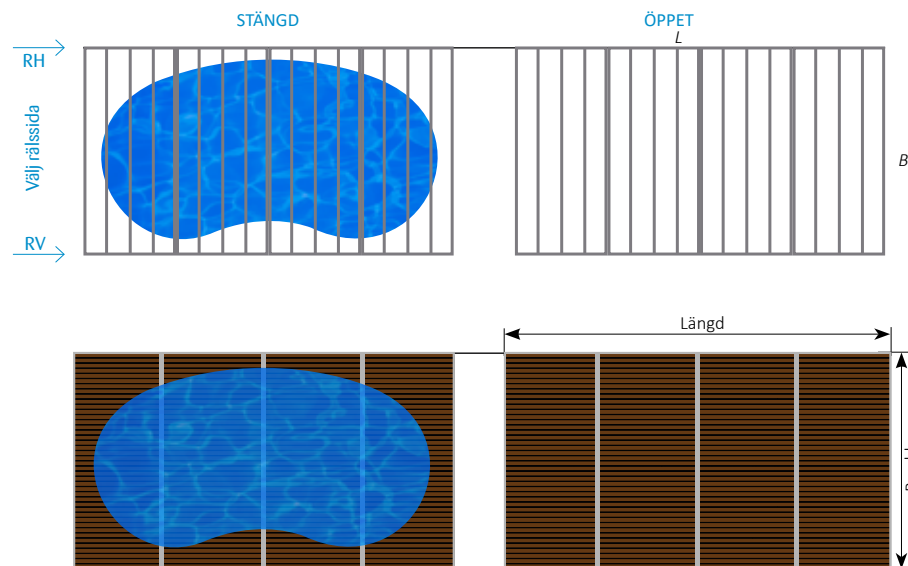 STÄNGD
ÖPPET
L
RH
Välj rälssida
B
RV
Längd